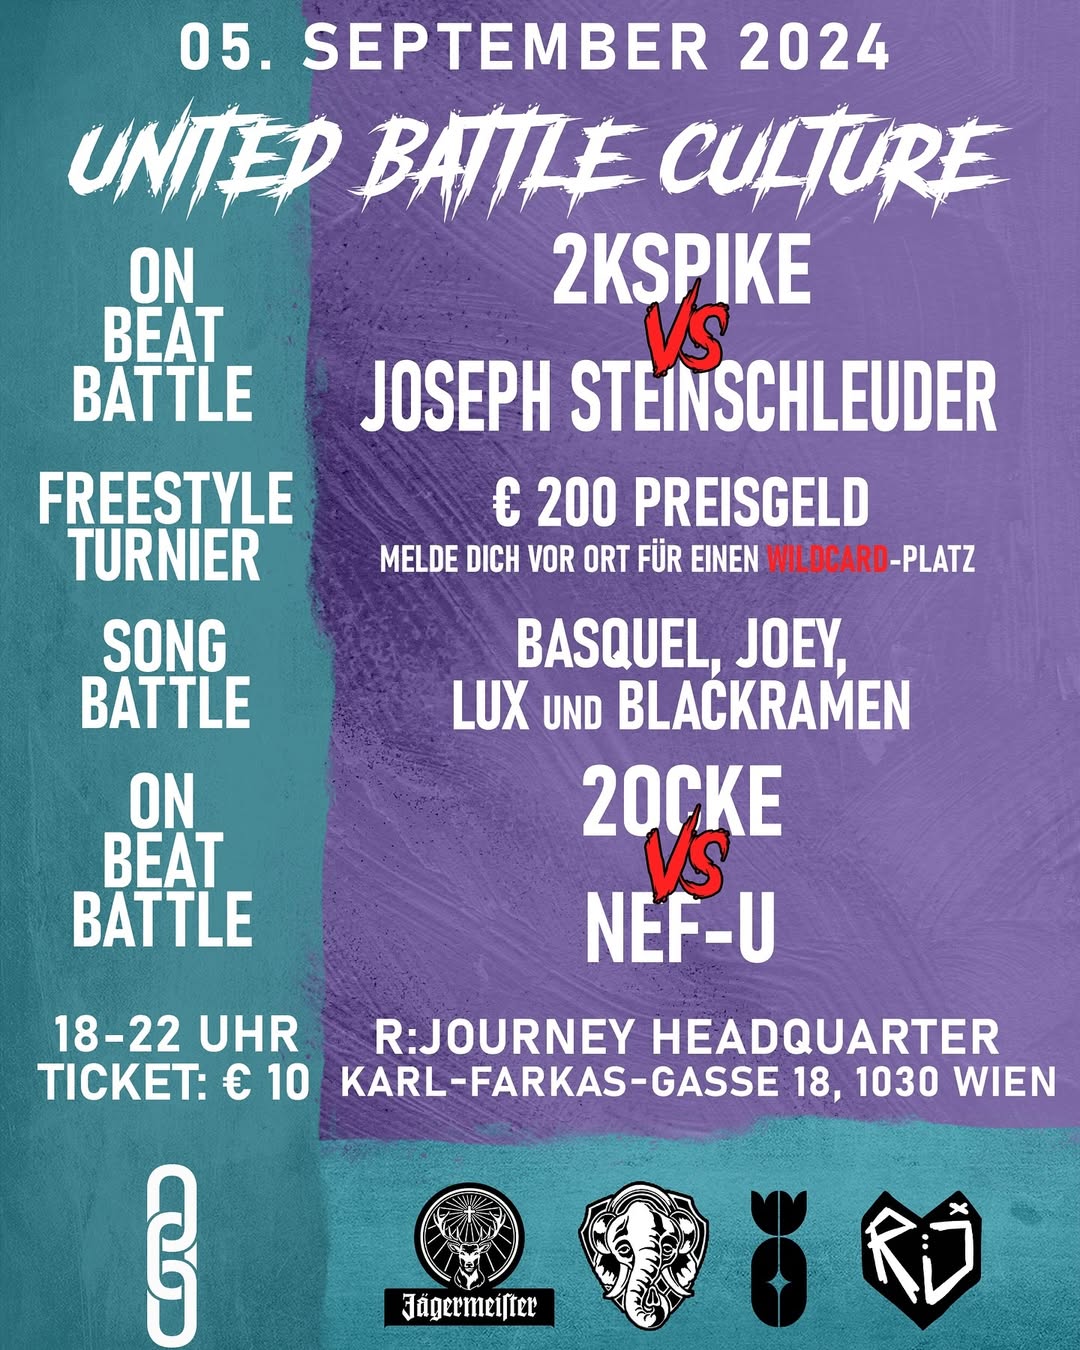 05. SEPTEMBER 2024
UNITED BATTLE CULTURE
ON
BEAT
BATTLE
2KSPIKE
VS
JOSEPH STEINSCHLEUDER
FREESTYLE
TURNIER
€ 200 PREISGELD
MELDE DICH VOR ORT FÜR EINEN WILDCARD-PLATZ
SONG
BATTLE
BASQUEL, JOEY,
LUX UND BLACKRAMEN
ON
BEAT
BATTLE
2OCKE
VS
NEF-U
18-22 UHR
TICKET: € 10
R:JOURNEY HEADQUARTER
KARL-FARKAS-GASSE 18, 1030 WIEN
Jägermeister
R:J